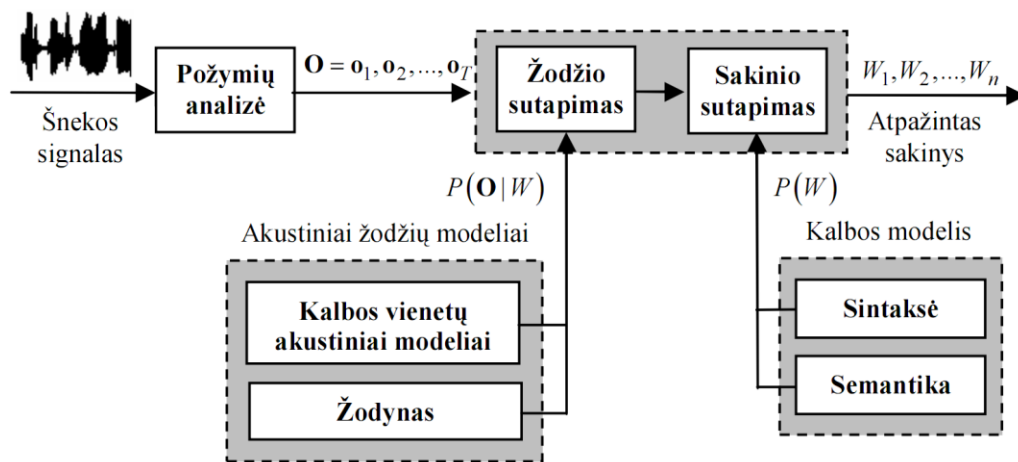 Šnekos
signalas
Požymių
analizė
O = o₁, o₂, ..., o_T
Žodžio
sutapimas
Sakinio
sutapimas
W₁, W₂, ..., Wₙ
Atpažintas
sakinys
P(O | W)
P(W)
Akustiniai žodžių modeliai
Kalbos vienetų
akustiniai modeliai
Žodynas
Kalbos modelis
Sintaksė
Semantika